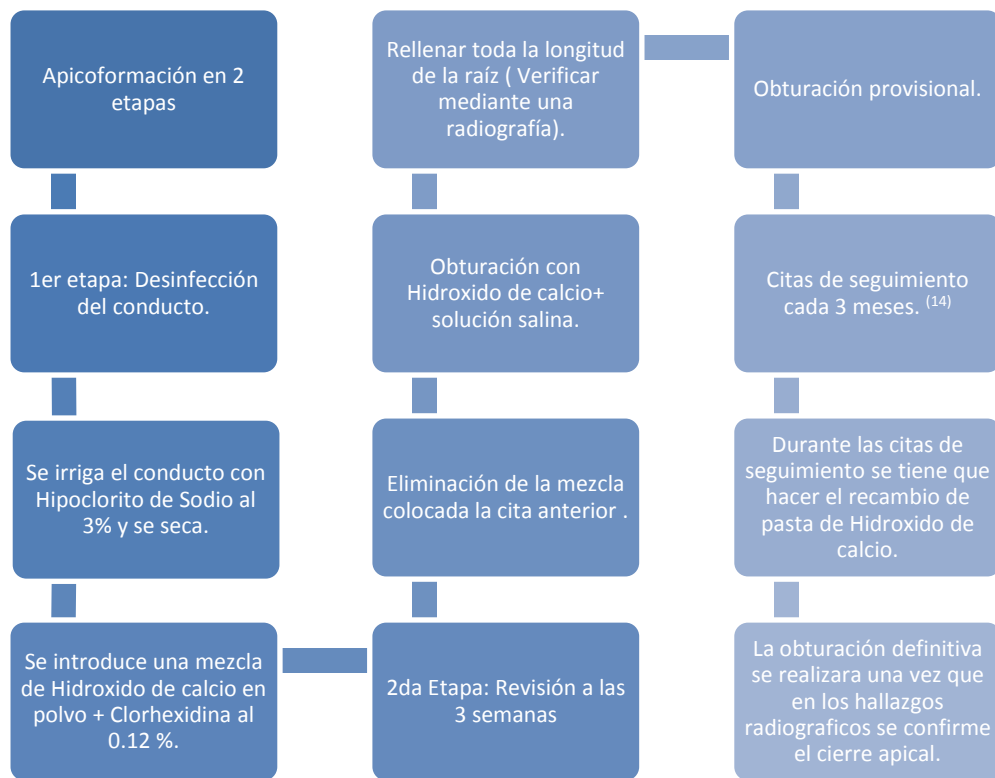 Apicoformación en 2
etapas
1er etapa: Desinfección
del conducto.
Se irriga el conducto con
Hipoclorito de Sodio al
3% y se seca.
Se introduce una mezcla
de Hidroxido de calcio en
polvo + Clorhexidina al
0.12 %.
2da Etapa: Revisión a las
3 semanas
Eliminación de la mezcla
colocada la cita anterior .
Obturación con
Hidroxido de calcio+
solución salina.
Rellenar toda la longitud
de la raíz ( Verificar
mediante una
radiografía).
Obturación provisional.
Citas de seguimiento
cada 3 meses. (14)
Durante las citas de
seguimiento se tiene que
hacer el recambio de
pasta de Hidroxido de
calcio.
La obturación definitiva
se realizara una vez que
en los hallazgos
radiograficos se confirme
el cierre apical.